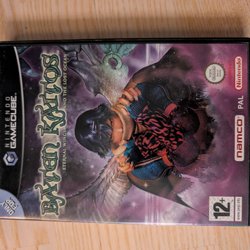 NINTENDO
GAMECUBE
BATEN KAITOS
ETERNAL WINGS AND THE LOST OCEAN
PAL
Nintendo
namco
12+